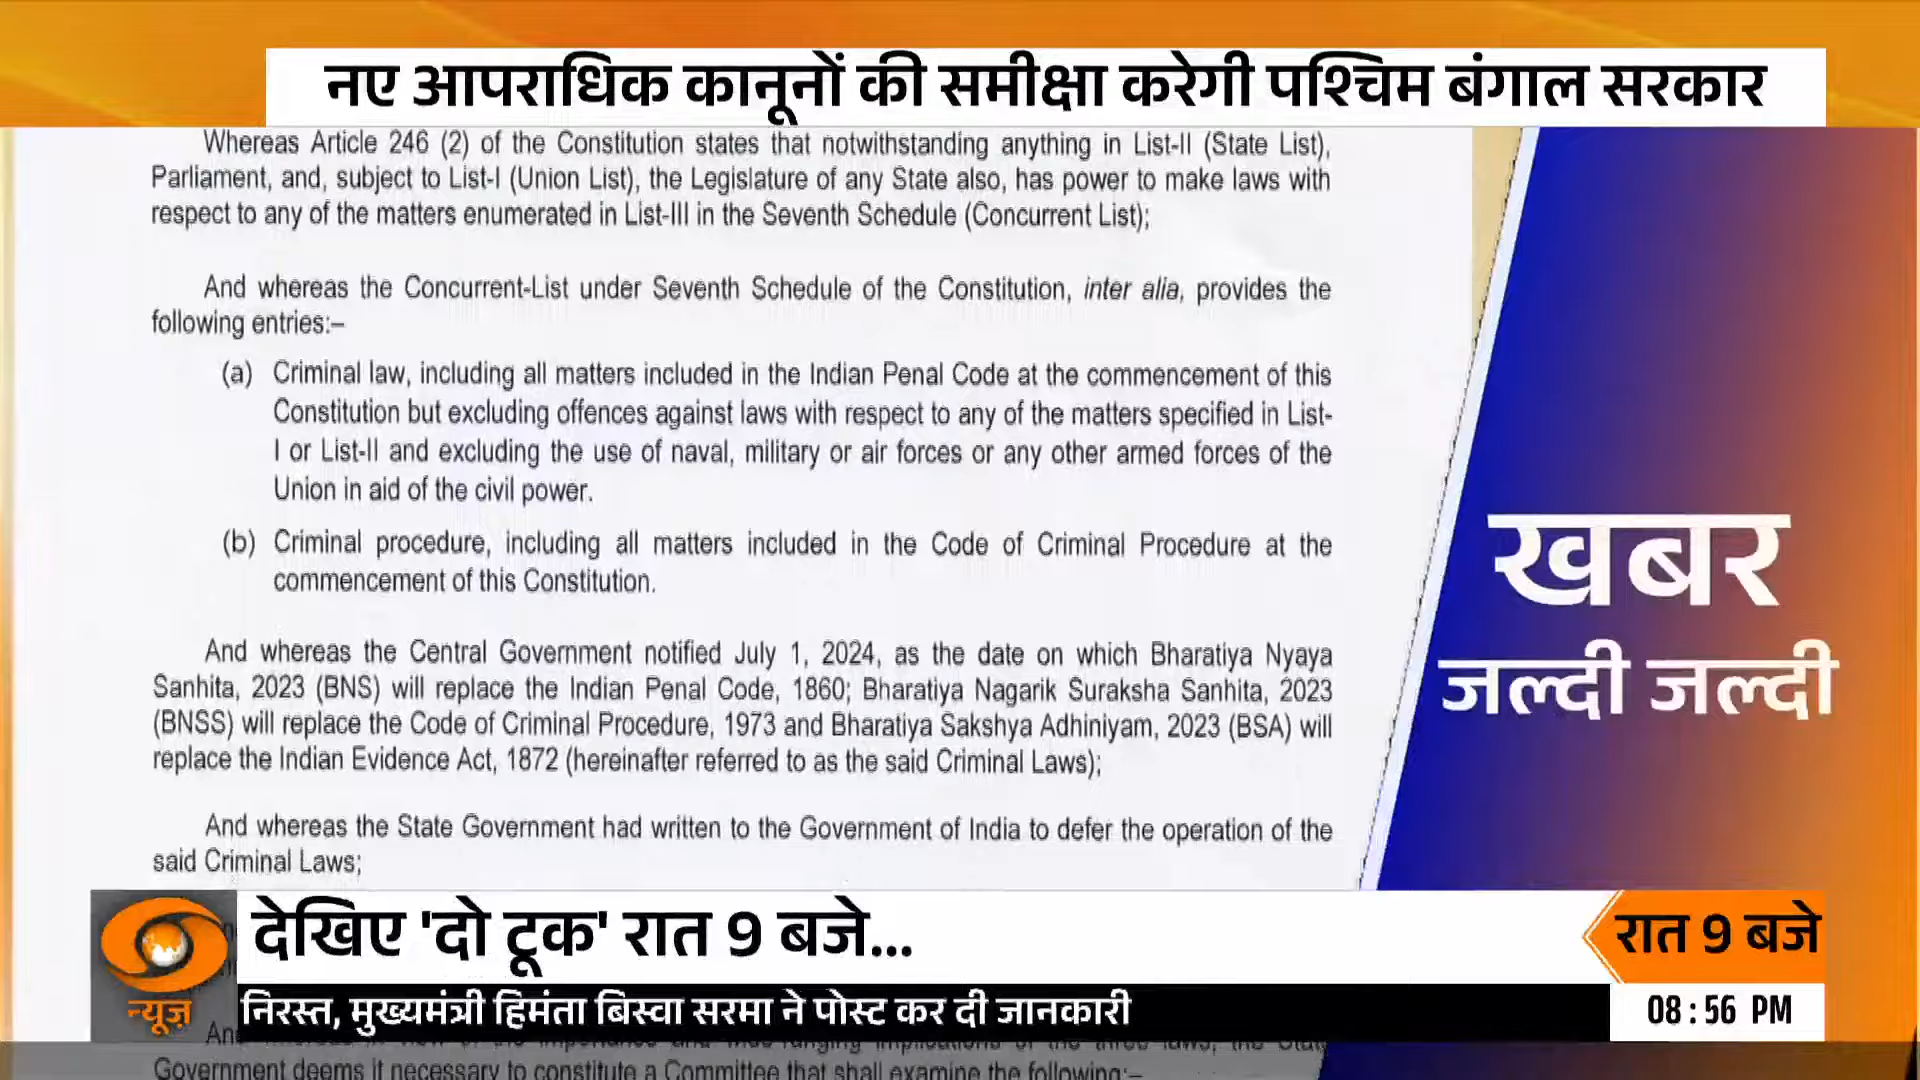 नए आपराधिक कानूनों की समीक्षा करेगी पश्चिम बंगाल सरकार
Whereas Article 246 (2) of the Constitution states that notwithstanding anything in List-II (State List),
Parliament, and, subject to List-I (Union List), the Legislature of any State also, has power to make laws with
respect to any of the matters enumerated in List-III in the Seventh Schedule (Concurrent List);
And whereas the Concurrent-List under Seventh Schedule of the Constitution, inter alia, provides the
following entries:–
(a) Criminal law, including all matters included in the Indian Penal Code at the commencement of this
Constitution but excluding offences against laws with respect to any of the matters specified in List-
I or List-II and excluding the use of naval, military or air forces or any other armed forces of the
Union in aid of the civil power.
(b) Criminal procedure, including all matters included in the Code of Criminal Procedure at the
commencement of this Constitution.
And whereas the Central Government notified July 1, 2024, as the date on which Bharatiya Nyaya
Sanhita, 2023 (BNS) will replace the Indian Penal Code, 1860; Bharatiya Nagarik Suraksha Sanhita, 2023
(BNSS) will replace the Code of Criminal Procedure, 1973 and Bharatiya Sakshya Adhiniyam, 2023 (BSA) will
replace the Indian Evidence Act, 1872 (hereinafter referred to as the said Criminal Laws);
And whereas the State Government had written to the Government of India to defer the operation of the
said Criminal Laws;
खबर
जल्दी जल्दी
देखिए 'दो टूक' रात 9 बजे...
रात 9 बजे
न्यूज़
निरस्त, मुख्यमंत्री हिमंता बिस्वा सरमा ने पोस्ट कर दी जानकारी
08:56 PM
Government deems it necessary to constitute a Committee that shall examine the following:–